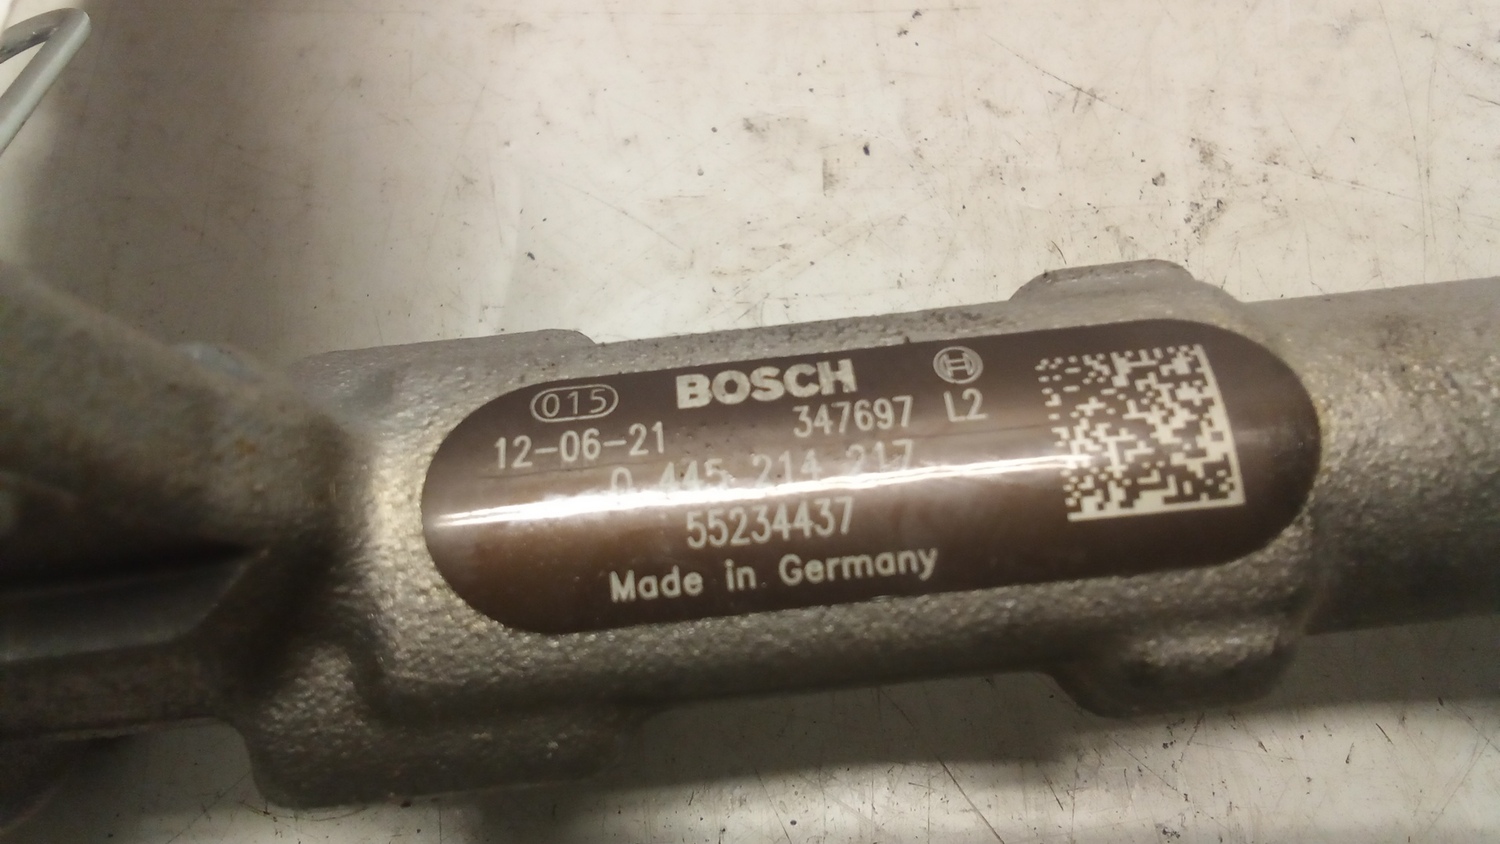 015 BOSCH
12-06-21 347697 L2
0 445 214 217
55234437
Made in Germany